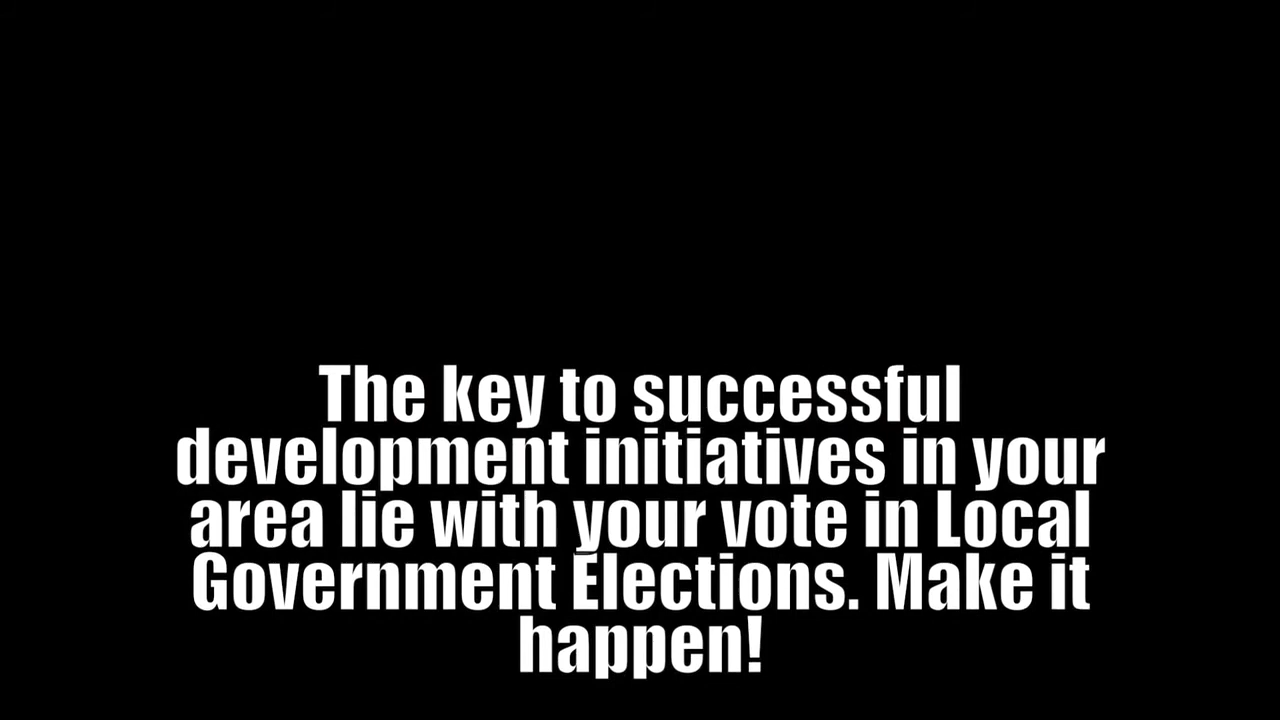 The key to successful
development initiatives in your
area lie with your vote in Local
Government Elections. Make it
happen!